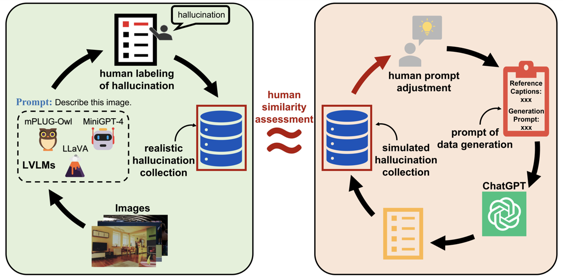 hallucination
human labeling
of hallucination
Prompt: Describe this image.
mPLUG-Owl
MiniGPT-4
LLaVA
LVLMs
realistic
hallucination
collection
Images
human
similarity
assessment
≈
human prompt
adjustment
Reference
Captions:
xxx
Generation
Prompt:
xxx
prompt of
data generation
simulated
hallucination
collection
ChatGPT